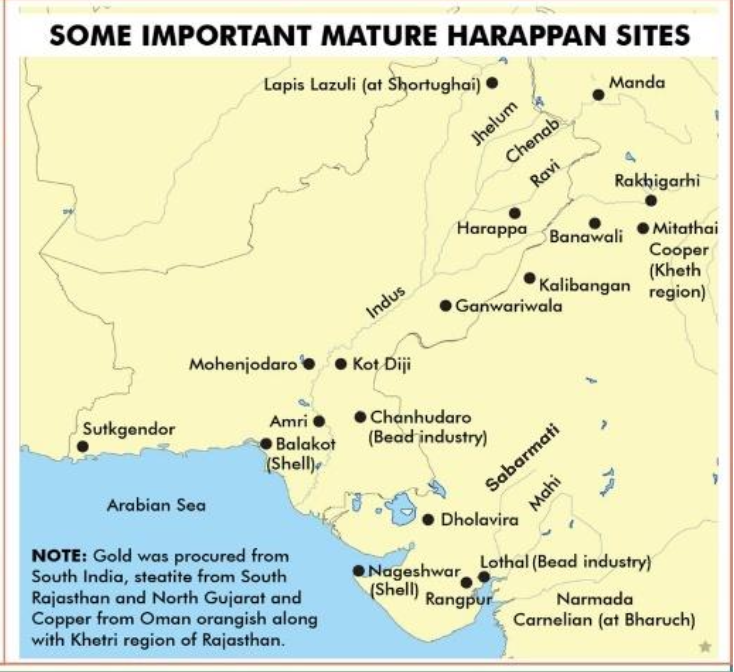 SOME IMPORTANT MATURE HARAPPAN SITES
Lapis Lazuli (at Shortughai)
Manda
Jhelum
Chenab
Ravi
Rakhigarhi
Harappa
Banawali
Mitathai
Cooper
(Kheth
region)
Kalibangan
Indus
Ganwariwala
Mohenjodaro
Kot Diji
Sutkgendor
Amri
Chanhudaro
(Bead industry)
Balakot
(Shell)
Sabarmati
Mahi
Arabian Sea
Dholavira
NOTE: Gold was procured from
South India, steatite from South
Rajasthan and North Gujarat and
Copper from Oman orangish along
with Khetri region of Rajasthan.
Lothal (Bead industry)
Nageshwar
(Shell)
Rangpur
Narmada
Carnelian (at Bharuch)